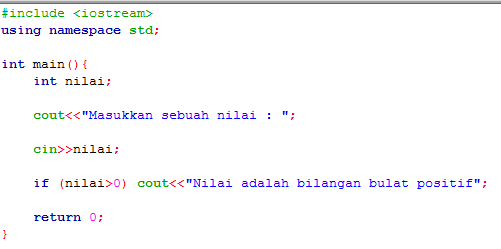 #include <iostream>
using namespace std;
int main(){
int nilai;
cout<<"Masukkan sebuah nilai : ";
cin>>nilai;
if (nilai>0) cout<<"Nilai adalah bilangan bulat positif";
return 0;
}